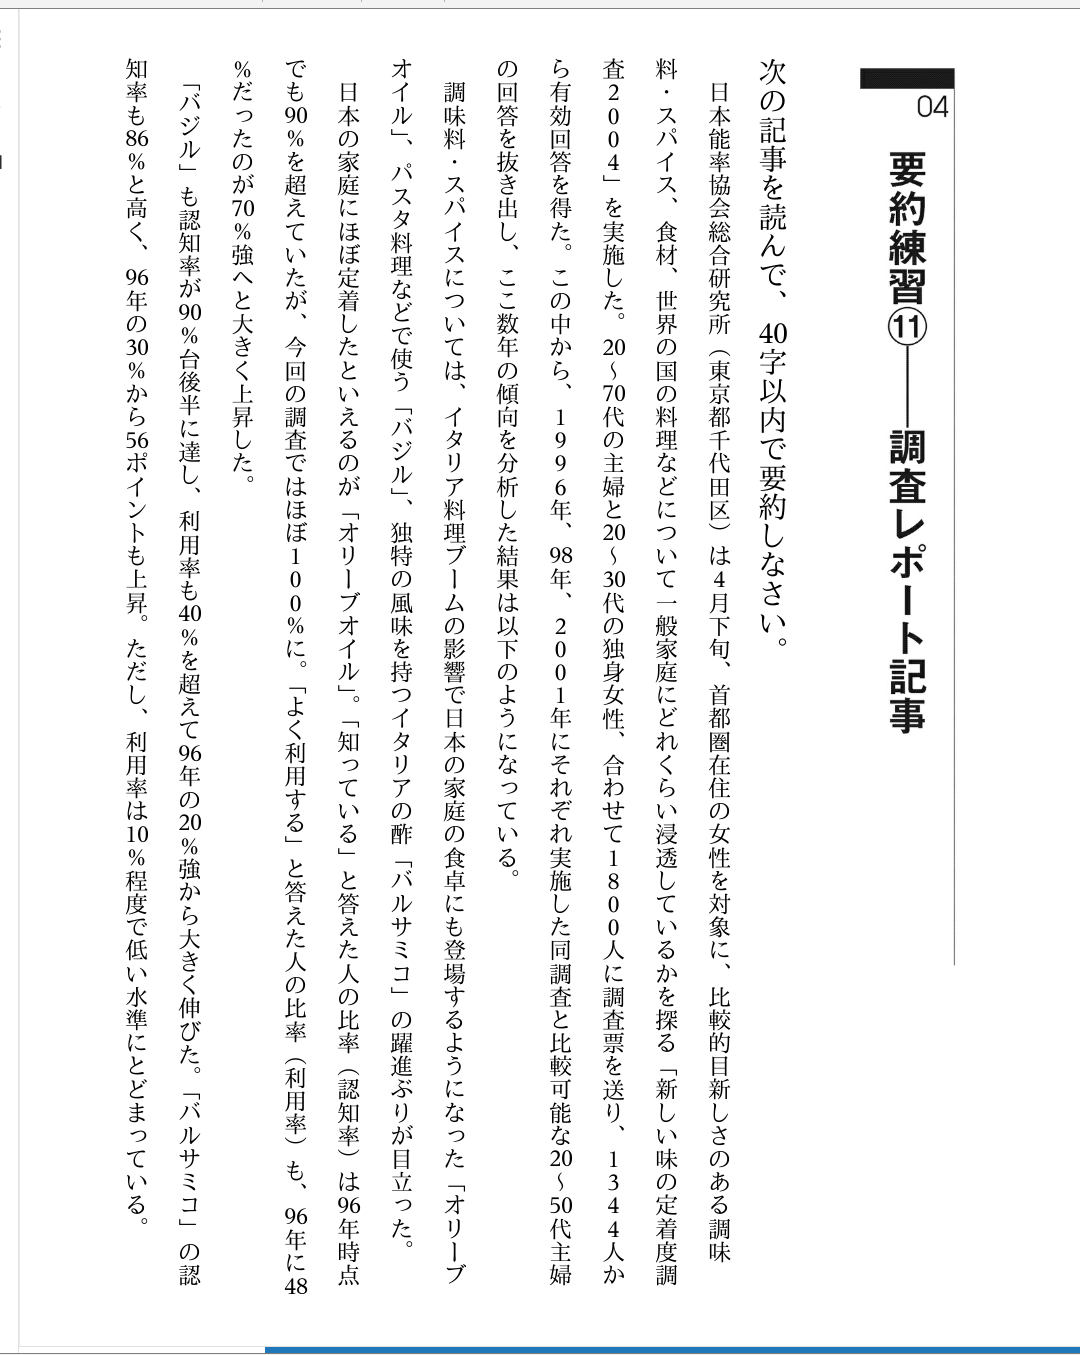 04
要約練習⑪――調査レポート記事
次の記事を読んで、40字以内で要約しなさい。
　日本能率協会総合研究所（東京都千代田区）は4月下旬、首都圏在住の女性を対象に、比較的目新しさのある調味
料・スパイス、食材、世界の国の料理などについて一般家庭にどれくらい浸透しているかを探る「新しい味の定着度調
査2004」を実施した。20～70代の主婦と20～30代の独身女性、合わせて1800人に調査票を送り、1344人か
ら有効回答を得た。この中から、1996年、98年、2001年にそれぞれ実施した同調査と比較可能な20～50代主婦
の回答を抜き出し、ここ数年の傾向を分析した結果は以下のようになっている。
　調味料・スパイスについては、イタリア料理ブームの影響で日本の家庭の食卓にも登場するようになった「オリーブ
オイル」、パスタ料理などで使う「バジル」、独特の風味を持つイタリアの酢「バルサミコ」の躍進ぶりが目立った。
　日本の家庭にほぼ定着したといえるのが「オリーブオイル」。「知っている」と答えた人の比率（認知率）は96年時点
でも90%を超えていたが、今回の調査ではほぼ100%に。「よく利用する」と答えた人の比率（利用率）も、96年に48
%だったのが70%強へと大きく上昇した。
　「バジル」も認知率が90%台後半に達し、利用率も40%を超えて96年の20%強から大きく伸びた。「バルサミコ」の認
知率も86%と高く、96年の30%から56ポイントも上昇。ただし、利用率は10%程度で低い水準にとどまっている。